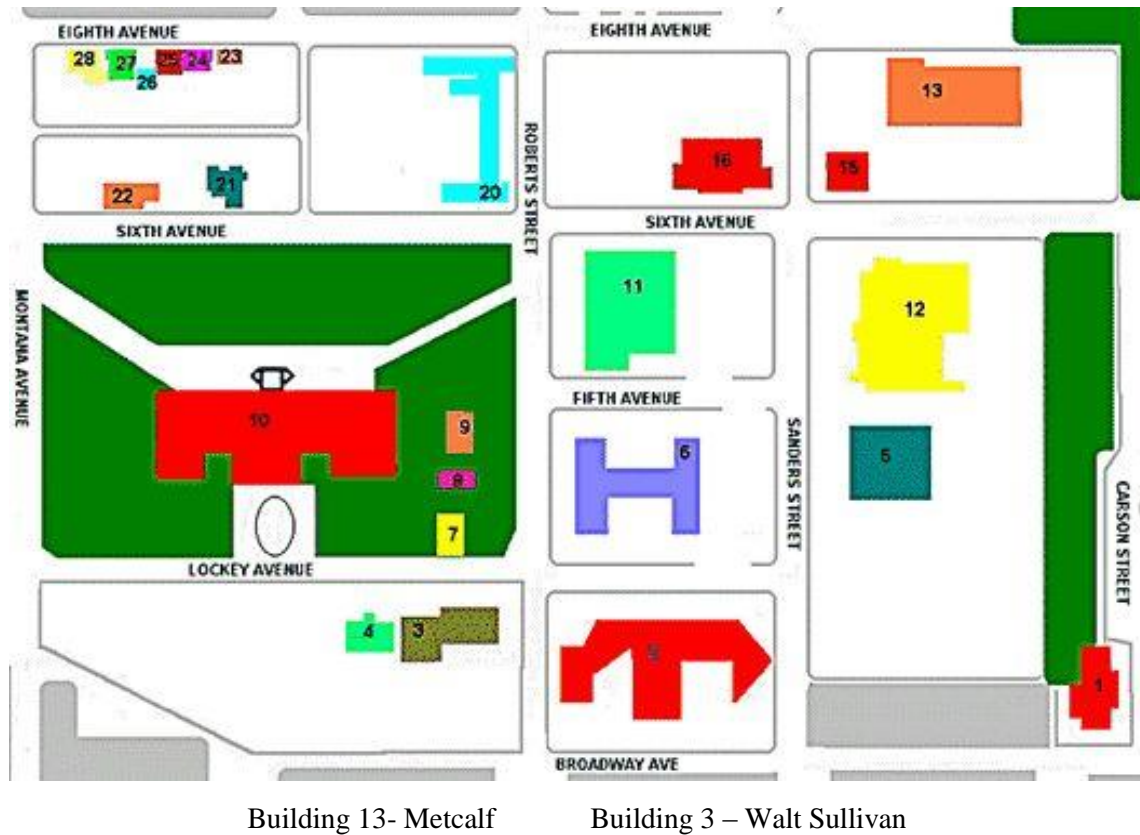 EIGHTH AVENUE
EIGHTH AVENUE
28
27
26
25
24
23
13
22
21
20
ROBERTS STREET
16
15
SIXTH AVENUE
SIXTH AVENUE
MONTANA AVENUE
11
12
10
9
8
7
FIFTH AVENUE
6
5
SANDERS STREET
CARSON STREET
LOCKEY AVENUE
4
3
2
1
BROADWAY AVE
Building 13- Metcalf Building 3 – Walt Sullivan